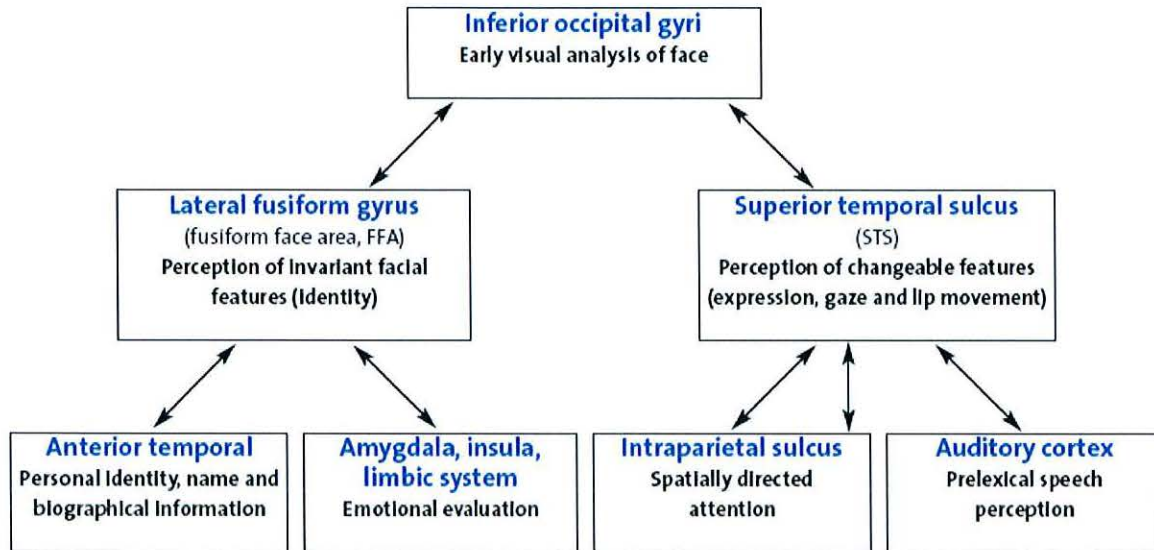 Inferior occipital gyri
Early visual analysis of face
Lateral fusiform gyrus
(fusiform face area, FFA)
Perception of invariant facial
features (identity)
Superior temporal sulcus
(STS)
Perception of changeable features
(expression, gaze and lip movement)
Anterior temporal
Personal identity, name and
biographical information
Amygdala, insula,
limbic system
Emotional evaluation
Intraparietal sulcus
Spatially directed
attention
Auditory cortex
Prelexical speech
perception